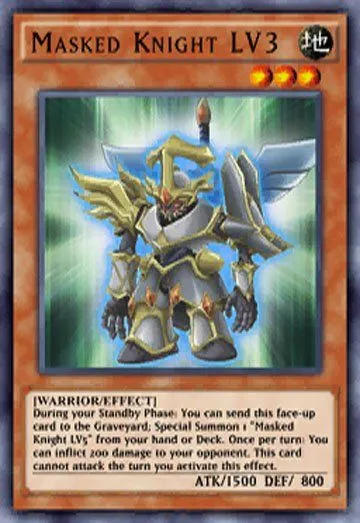 Masked Knight LV3
地
[WARRIOR/EFFECT]
During your Standby Phase: You can send this face-up
card to the Graveyard; Special Summon 1 "Masked
Knight LV5" from your hand or Deck. Once per turn: You
can inflict 200 damage to your opponent. This card
cannot attack the turn you activate this effect.
ATK/1500 DEF/ 800